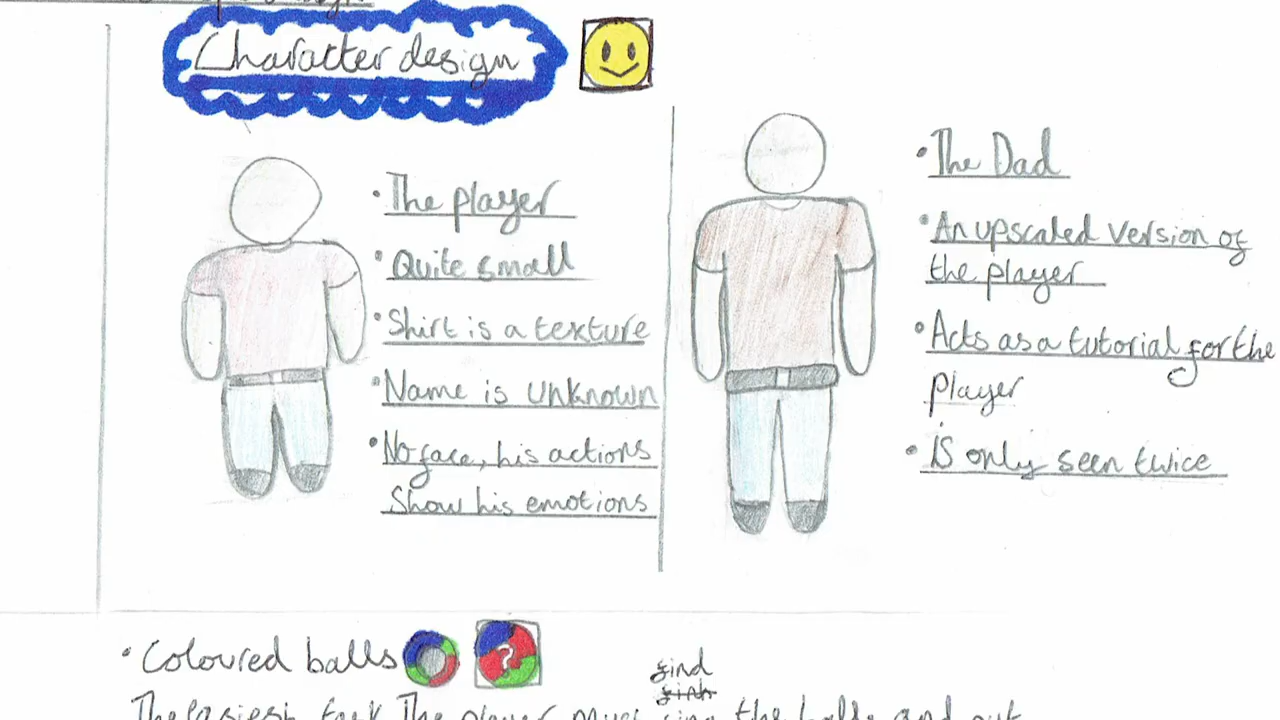 Character design
• The player
• Quite small
• Shirt is a texture
• Name is unknown
• No face, his actions
Show his emotions
• The Dad
• An upscaled version of
the player
• Acts as a tutorial for the
player
• is only seen twice
• Coloured balls
?
find
The easiest task The player must find the balls and put